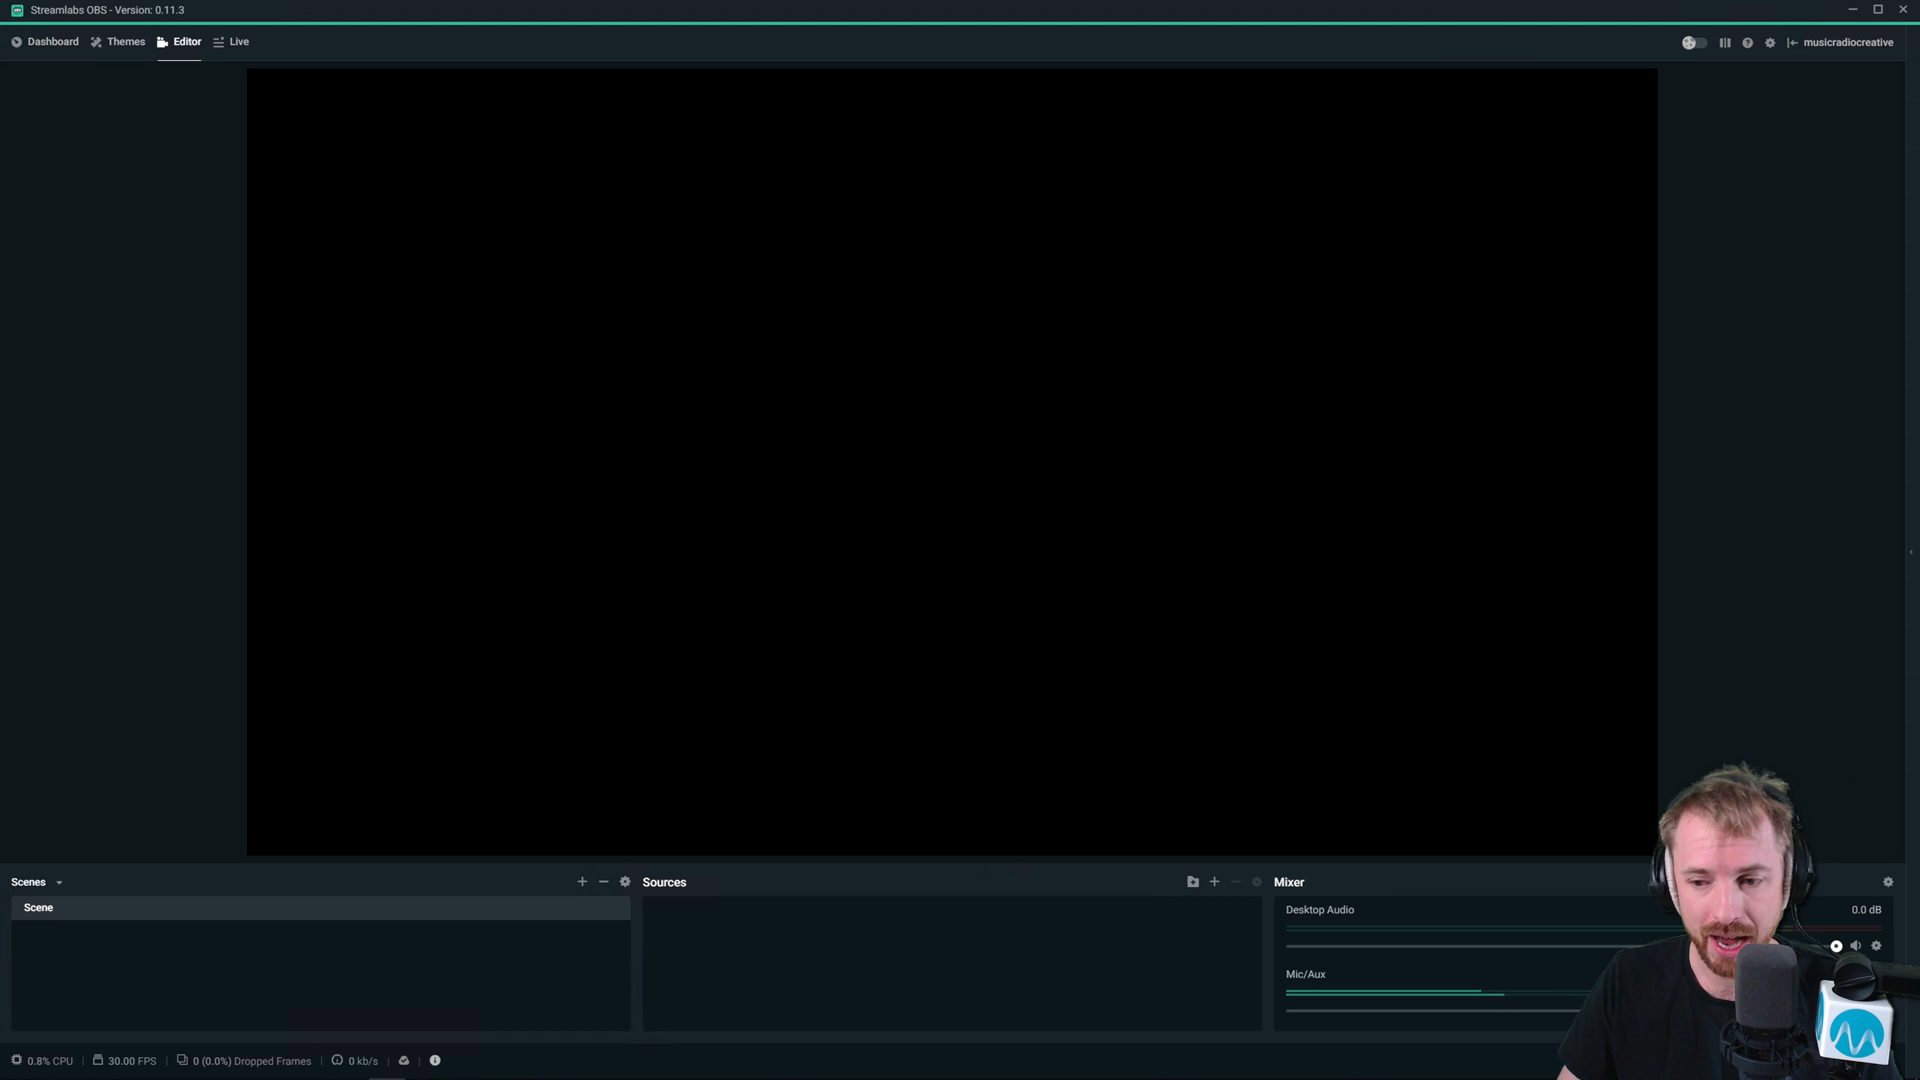 Streamlabs OBS - Version: 0.11.3
Dashboard
Themes
Editor
Live
musicradiocreative
Scenes
Scene
Sources
Mixer
Desktop Audio
0.0 dB
Mic/Aux
0.8% CPU
30.00 FPS
0 (0.0%) Dropped Frames
0 kb/s